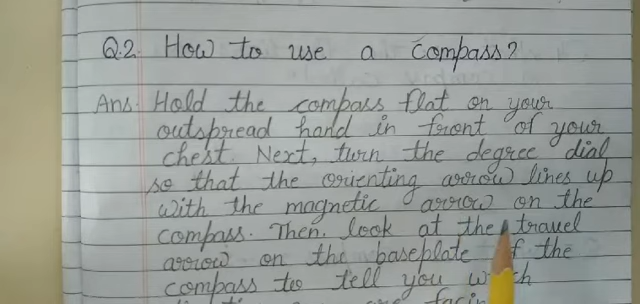 Q.2. How to use a compass?
Ans. Hold the compass flat on your
outspread hand in front of your
chest. Next, turn the degree dial
so that the orienting arrow lines up
with the magnetic arrow on the
compass. Then, look at the travel
arrow on the baseplate of the
compass to tell you which
facing